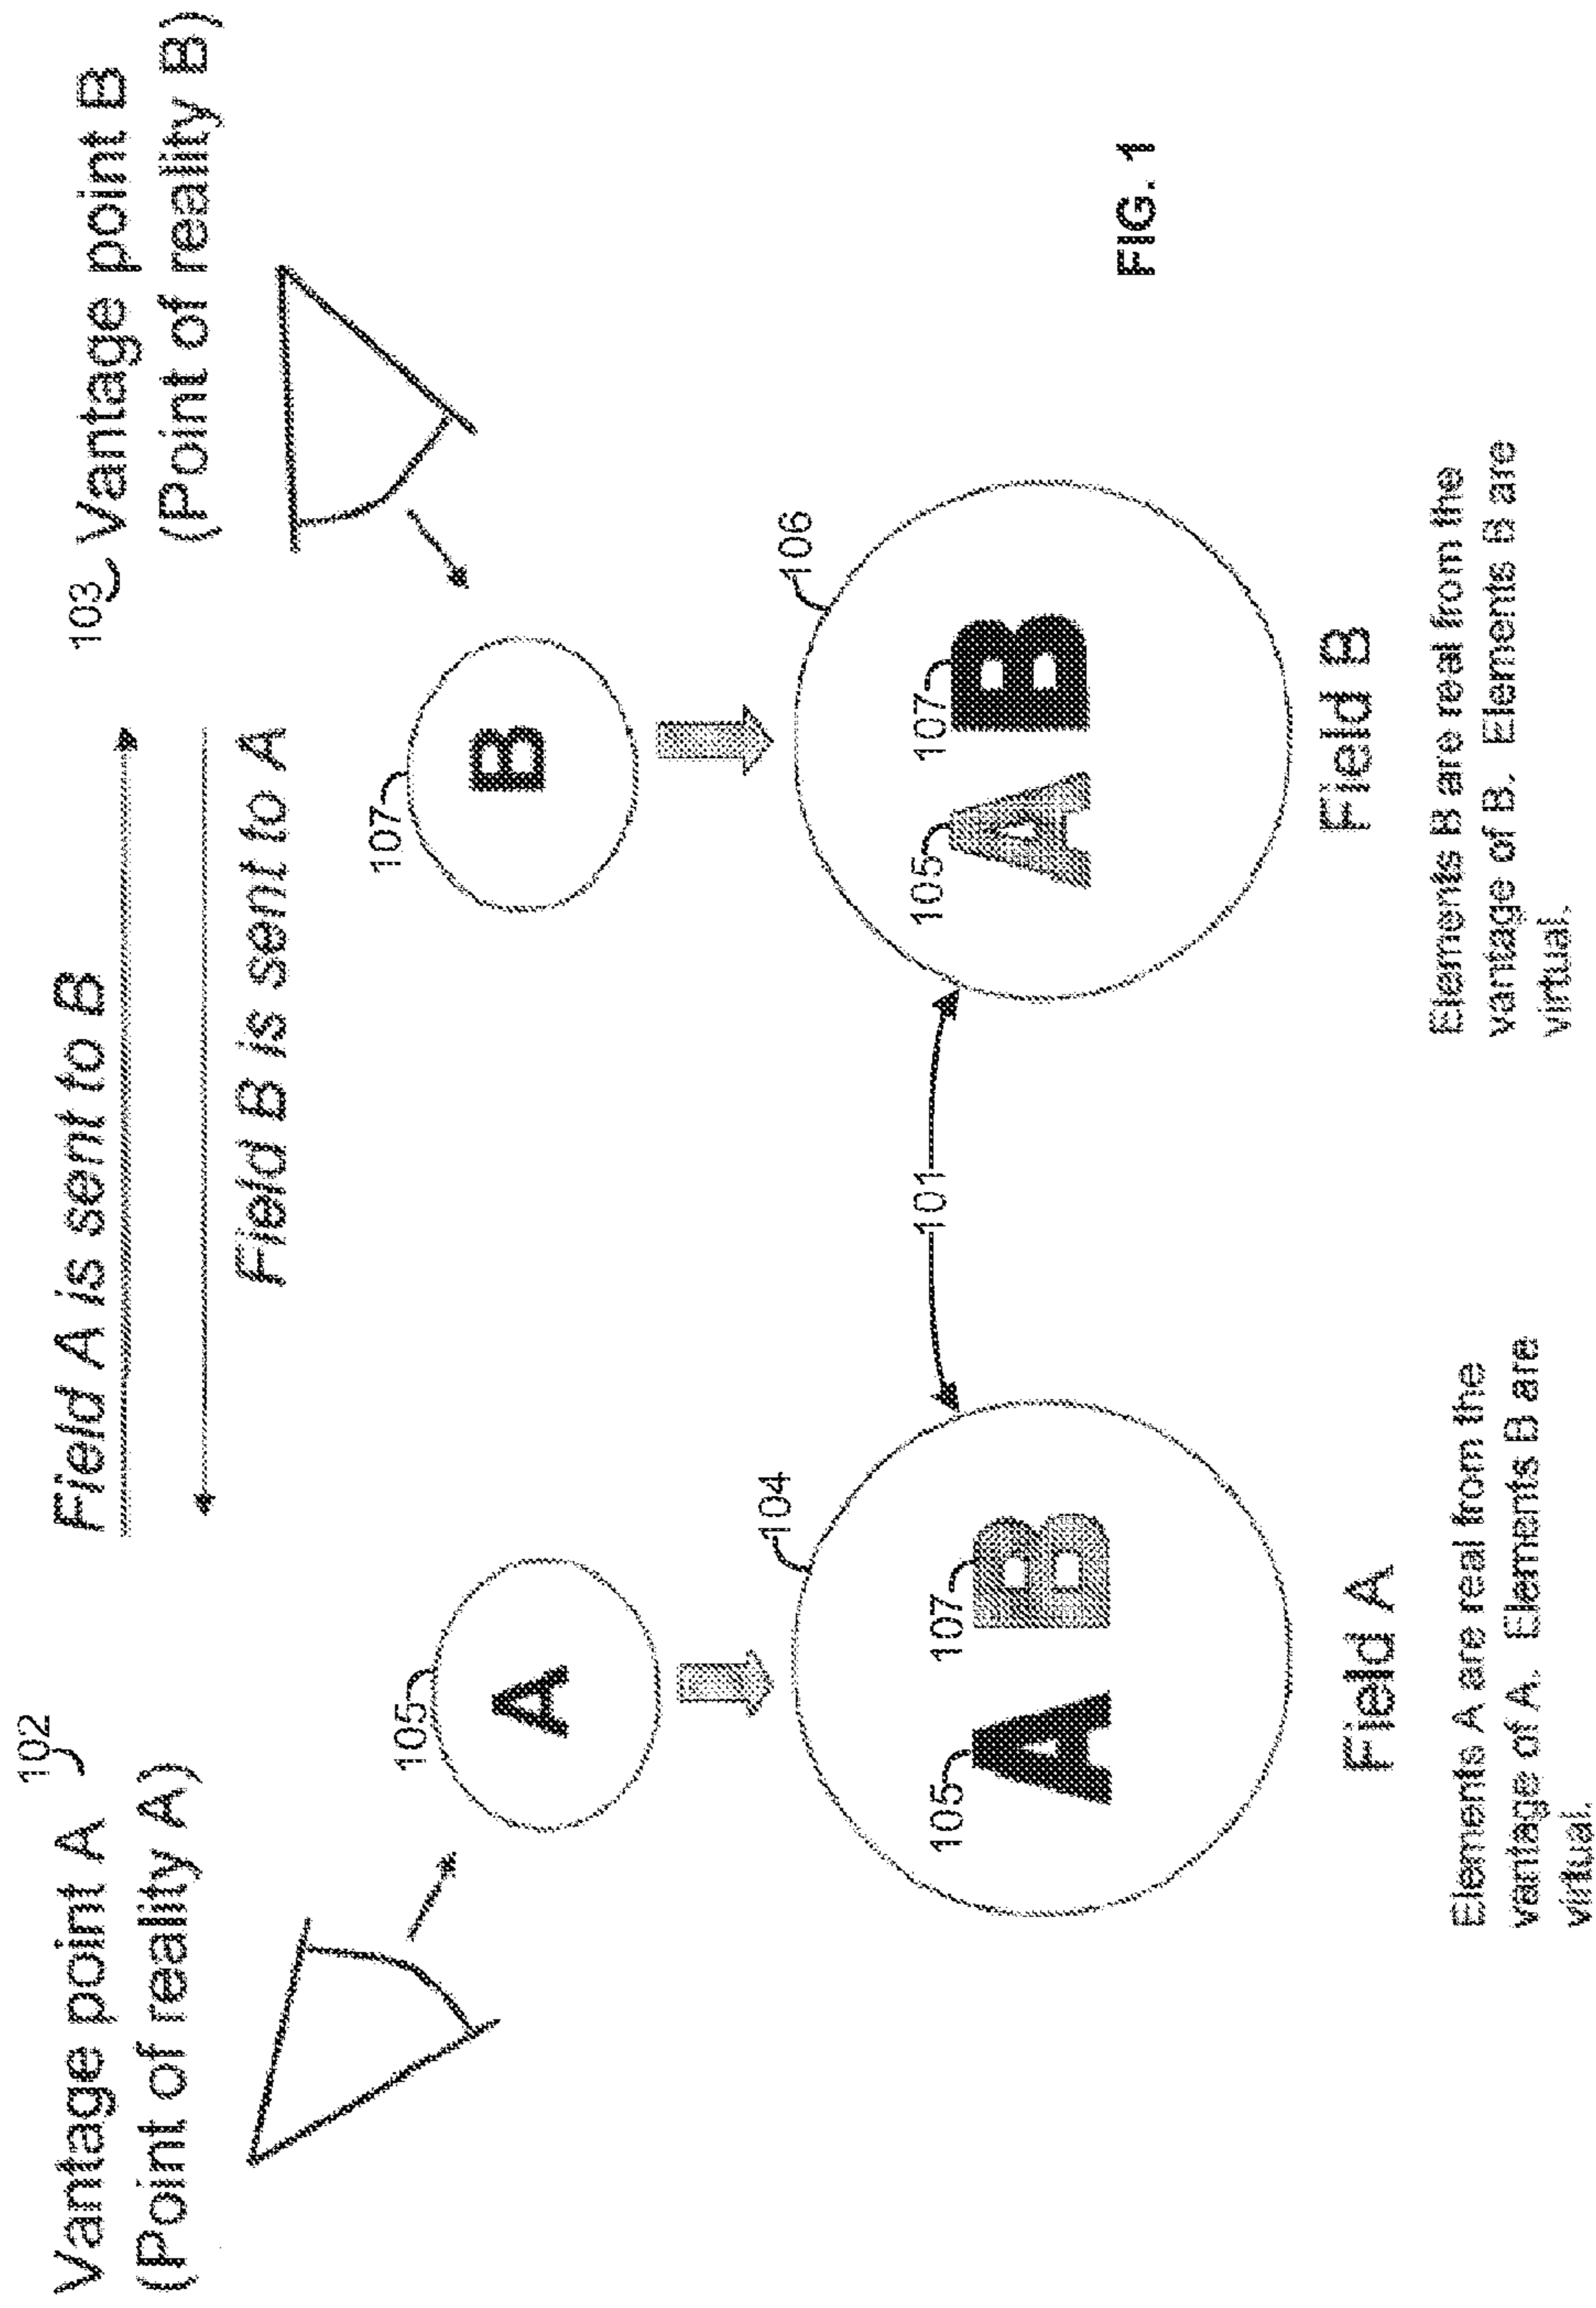 Vantage point A
102
(Point of reality A)
Field A is sent to B
Field B is sent to A
103
Vantage point B
(Point of reality B)
105
A
107
B
104
105
A
107
B
101
106
105
A
107
B
Field A
Field B
Elements A are real from the
vantage of A. Elements B are
virtual.
Elements B are real from the
vantage of B. Elements B are
virtual.
FIG. 1